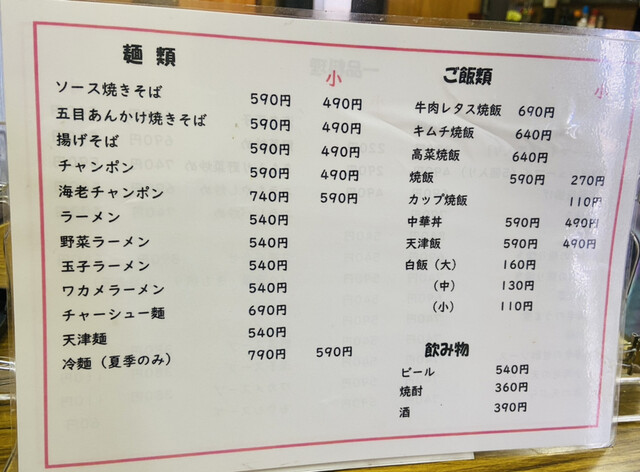 麺 類
小
ソース焼きそば 590円 490円
五目あんかけ焼きそば 590円 490円
揚げそば 590円 490円
チャンポン 590円 490円
海老チャンポン 740円 590円
ラーメン 540円
野菜ラーメン 540円
玉子ラーメン 540円
ワカメラーメン 540円
チャーシュー麺 690円
天津麺 540円
冷麺（夏季のみ） 790円 590円
ご飯類
小
牛肉レタス焼飯 690円
キムチ焼飯 640円
高菜焼飯 640円
焼飯 590円 270円
カップ焼飯 110円
中華丼 590円 490円
天津飯 590円 490円
白飯（大） 160円
（中） 130円
（小） 110円
飲み物
ビール 540円
焼酎 360円
酒 390円